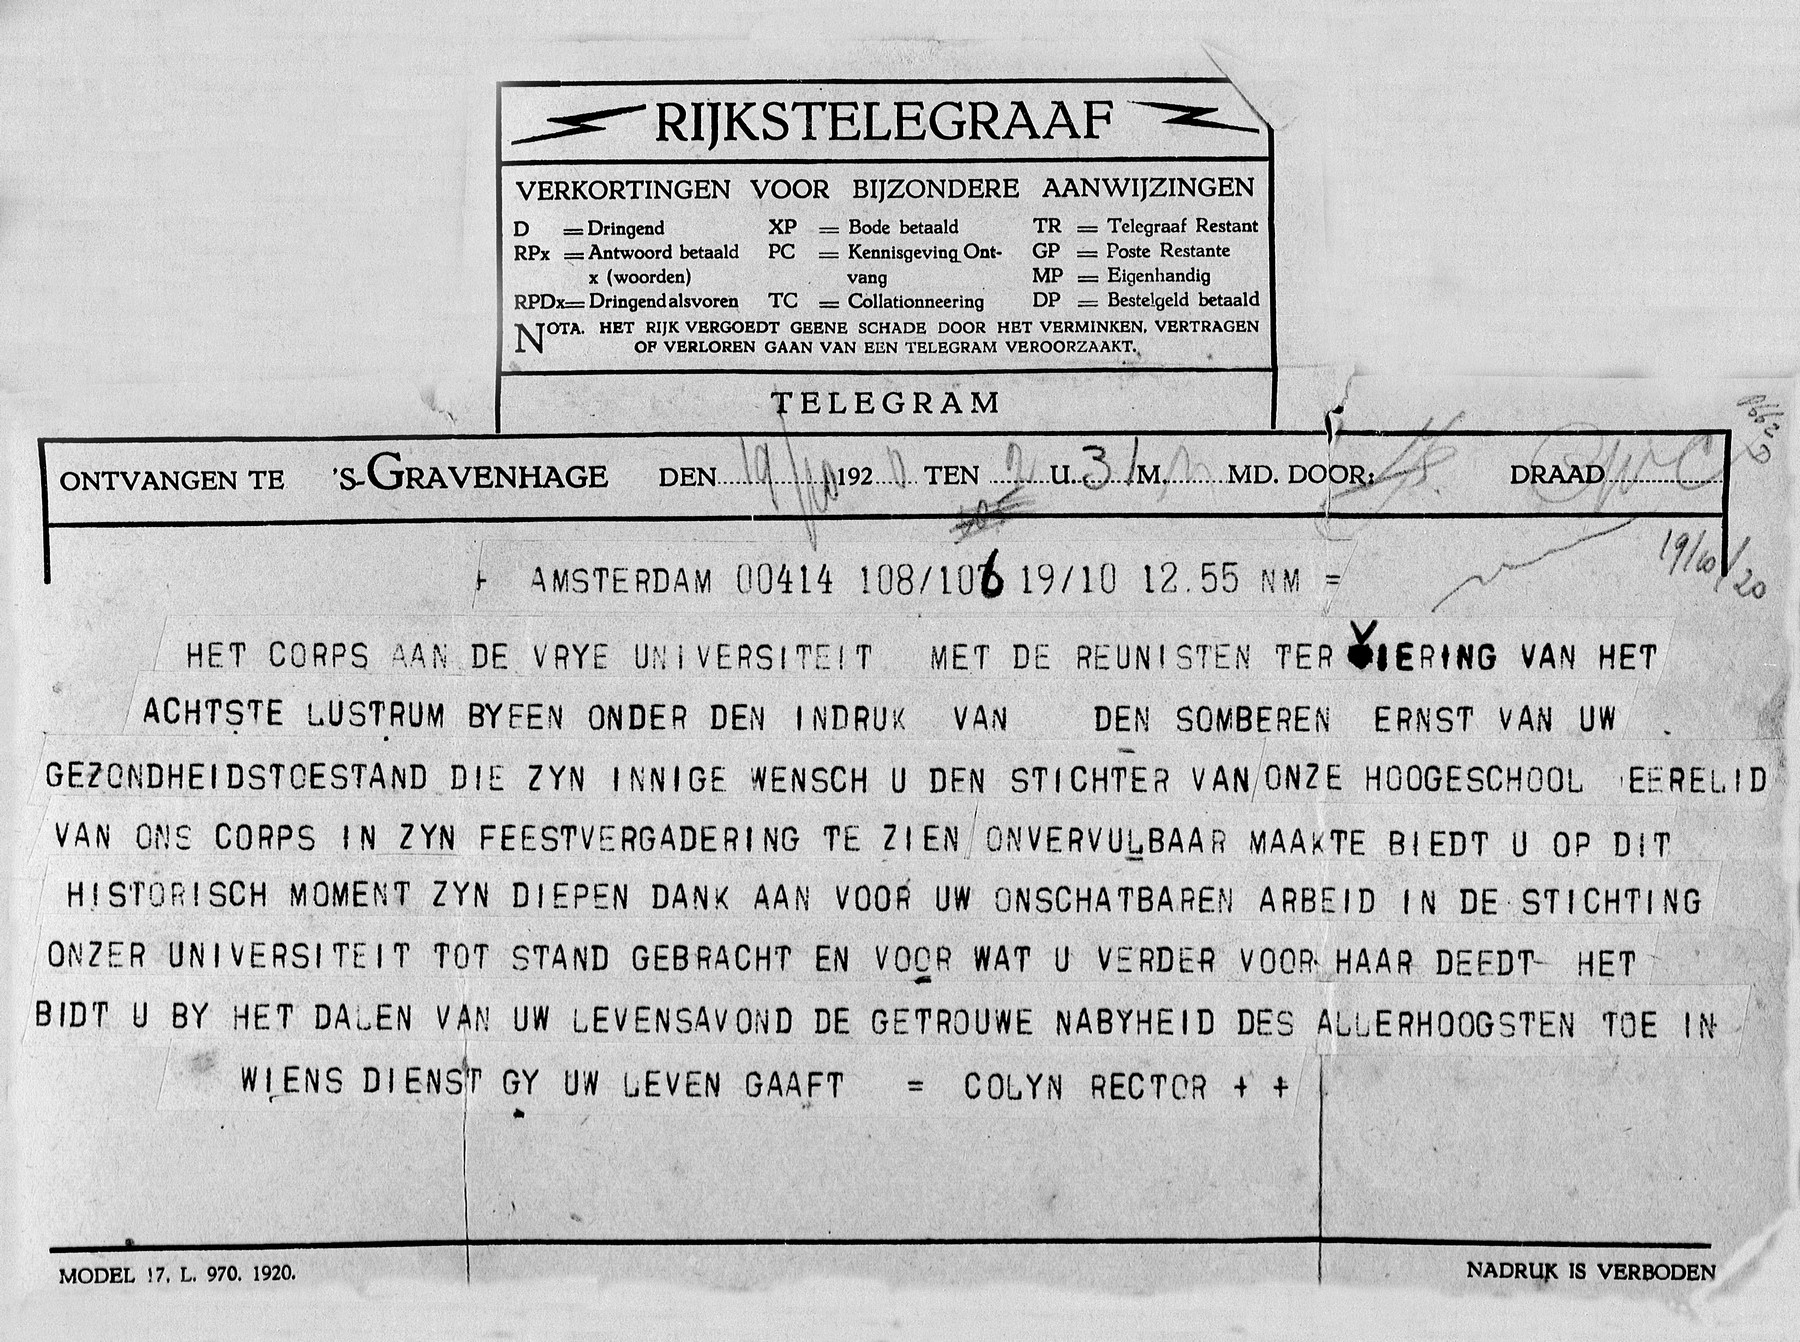 RIJKSTELEGRAAF
VERKORTINGEN VOOR BIJZONDERE AANWIJZINGEN
D = Dringend XP = Bode betaald TR = Telegraaf Restant
RPx = Antwoord betaald PC = Kennisgeving Ont- GP = Poste Restante
x (woorden) vang MP = Eigenhandig
RPDx = Dringend alsvoren TC = Collationneering DP = Bestelgeld betaald
NOTA. HET RIJK VERGOEDT GEENE SCHADE DOOR HET VERMINKEN, VERTRAGEN
OF VERLOREN GAAN VAN EEN TELEGRAM VEROORZAAKT.
TELEGRAM
ONTVANGEN TE 'S-GRAVENHAGE DEN 19/10 192 0 TEN 2 U. 31 M. MD. DOOR: DRAAD
19/10/20
+ AMSTERDAM 00414 108/106 19/10 12.55 NM =
HET CORPS AAN DE VRYE UNIVERSITEIT MET DE REUNISTEN TER VIERING VAN HET
ACHTSTE LUSTRUM BYEEN ONDER DEN INDRUK VAN DEN SOMBEREN ERNST VAN UW
GEZONDHEIDSTOESTAND DIE ZYN INNIGE WENSCH U DEN STICHTER VAN ONZE HOOGESCHOOL EERELID
VAN ONS CORPS IN ZYN FEESTVERGADERING TE ZIEN ONVERVULBAAR MAAKTE BIEDT U OP DIT
HISTORISCH MOMENT ZYN DIEPEN DANK AAN VOOR UW ONSCHATBAREN ARBEID IN DE STICHTING
ONZER UNIVERSITEIT TOT STAND GEBRACHT EN VOOR WAT U VERDER VOOR HAAR DEEDT HET
BIDT U BY HET DALEN VAN UW LEVENSAVOND DE GETROUWE NABYHEID DES ALLERHOOGSTEN TOE IN
WIENS DIENST GY UW LEVEN GAAFT = COLYN RECTOR + +
MODEL 17, L. 970. 1920. NADRUK IS VERBODEN